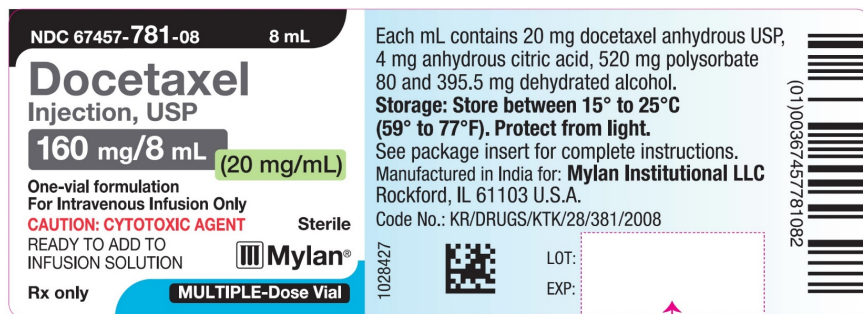 NDC 67457-781-08 8 mL
Docetaxel
Injection, USP
160 mg/8 mL
(20 mg/mL)
One-vial formulation
For Intravenous Infusion Only
CAUTION: CYTOTOXIC AGENT Sterile
READY TO ADD TO
INFUSION SOLUTION
Mylan®
Rx only
MULTIPLE-Dose Vial
Each mL contains 20 mg docetaxel anhydrous USP,
4 mg anhydrous citric acid, 520 mg polysorbate
80 and 395.5 mg dehydrated alcohol.
Storage: Store between 15° to 25°C
(59° to 77°F). Protect from light.
See package insert for complete instructions.
Manufactured in India for: Mylan Institutional LLC
Rockford, IL 61103 U.S.A.
Code No.: KR/DRUGS/KTK/28/381/2008
1028427
LOT:
EXP:
(01)00367457781082